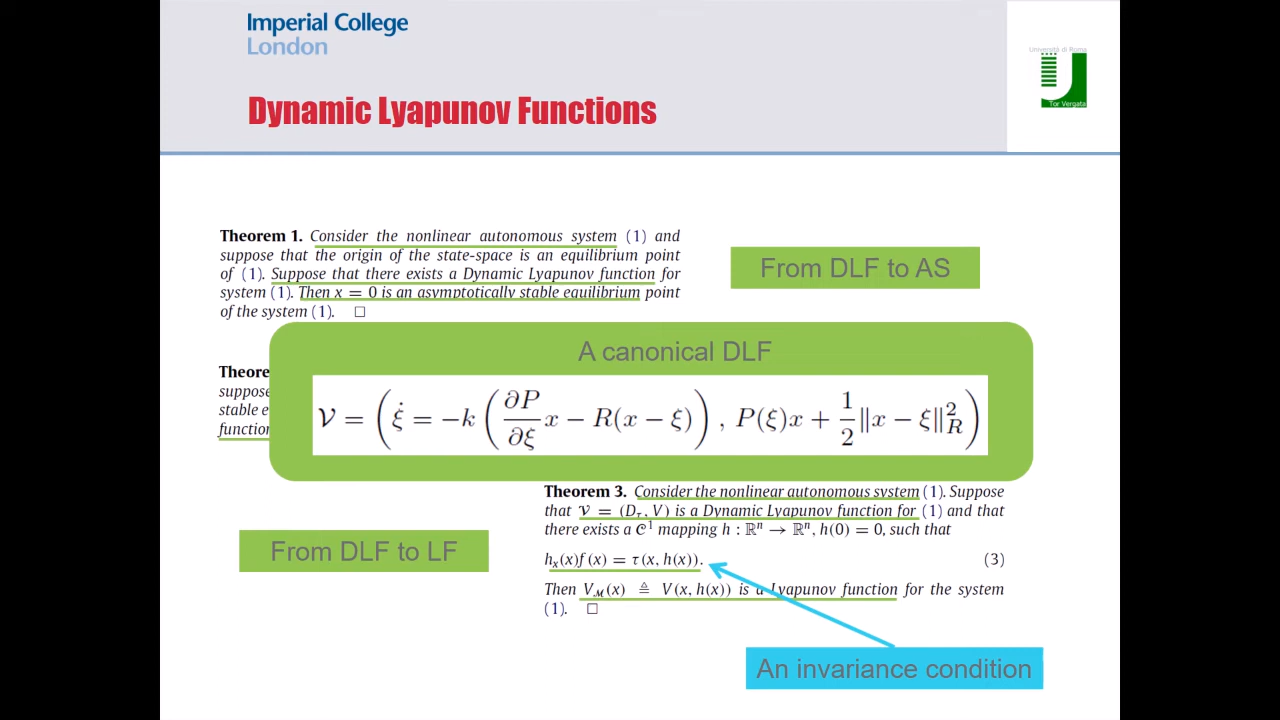 Imperial College
London
Università di Roma
Tor Vergata
Dynamic Lyapunov Functions
Theorem 1. Consider the nonlinear autonomous system (1) and
suppose that the origin of the state-space is an equilibrium point
of (1). Suppose that there exists a Dynamic Lyapunov function for
system (1). Then x = 0 is an asymptotically stable equilibrium point
of the system (1). □
From DLF to AS
Theore
suppose
stable e
function
A canonical DLF
𝒱 = ( ξ̇ = −k ( ∂P/∂ξ x − R(x − ξ) ) , P(ξ)x + 1/2 ‖x − ξ‖²_R )
Theorem 3. Consider the nonlinear autonomous system (1). Suppose
that 𝒱 = (D_τ, V) is a Dynamic Lyapunov function for (1) and that
there exists a 𝒞¹ mapping h : ℝⁿ → ℝⁿ, h(0) = 0, such that
h_x(x)f(x) = τ(x, h(x)). (3)
Then V_ℳ(x) ≜ V(x, h(x)) is a Lyapunov function for the system
(1). □
From DLF to LF
An invariance condition